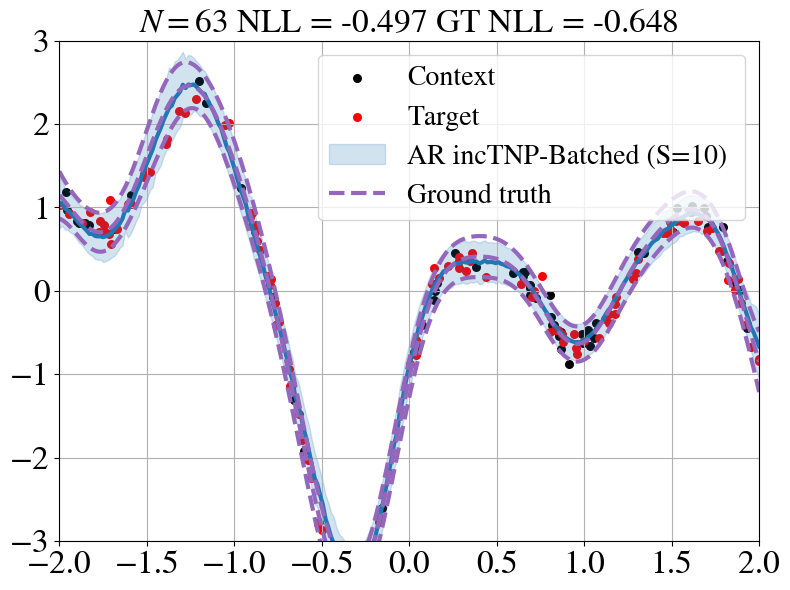 N = 63 NLL = -0.497 GT NLL = -0.648
3
2
1
0
−1
−2
−3
Context
Target
AR incTNP-Batched (S=10)
Ground truth
−2.0 −1.5 −1.0 −0.5 0.0 0.5 1.0 1.5 2.0